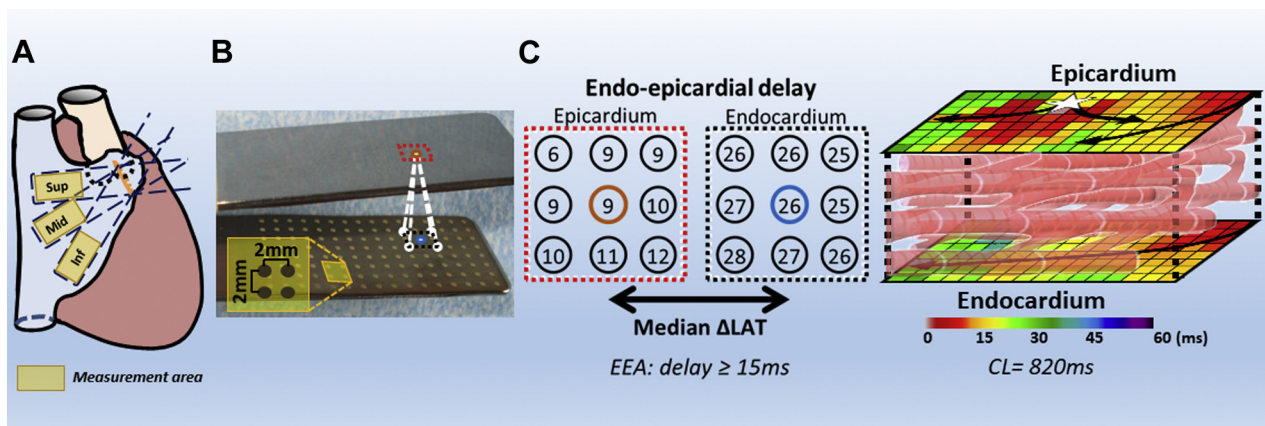 A
B
C
Sup
Mid
Inf
Measurement area
2mm
2mm
Endo-epicardial delay
Epicardium
Endocardium
6 9 9
9 9 10
10 11 12
26 26 25
27 26 25
28 27 26
Median ΔLAT
EEA: delay ≥ 15ms
Epicardium
Endocardium
0 15 30 45 60 (ms)
CL= 820ms